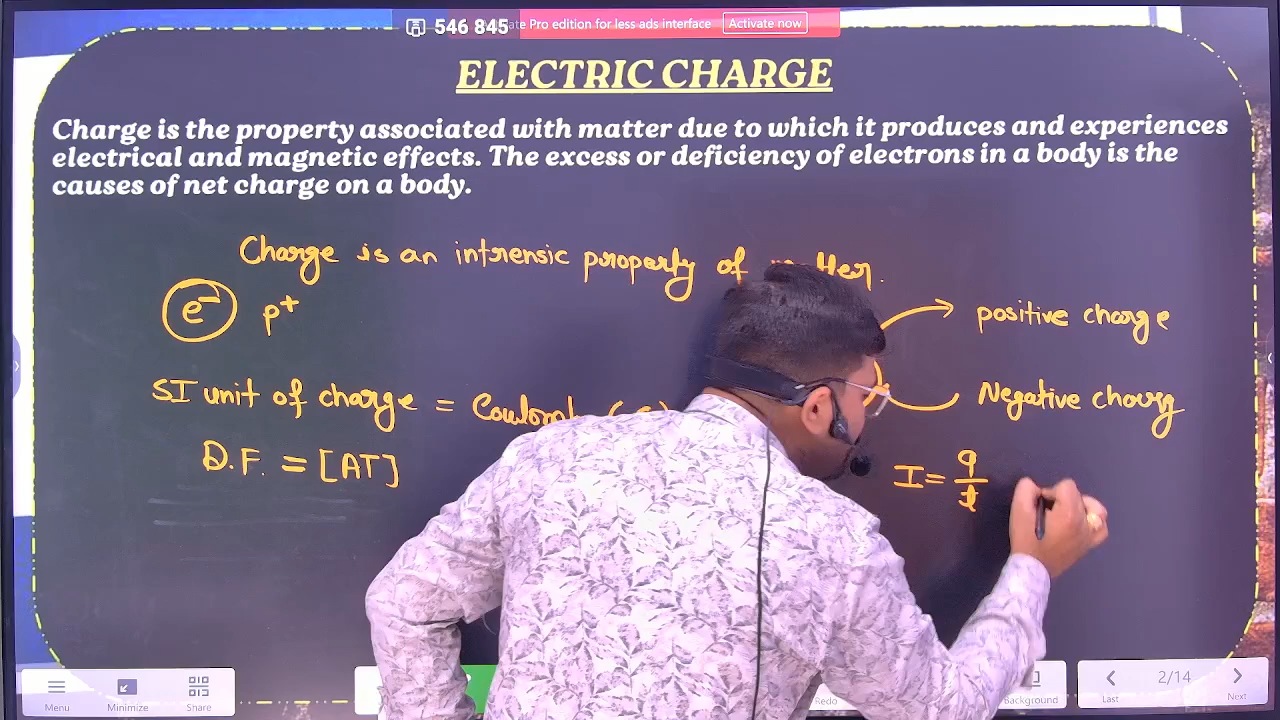 546 845
Pro edition for less ads interface Activate now
ELECTRIC CHARGE
Charge is the property associated with matter due to which it produces and experiences
electrical and magnetic effects. The excess or deficiency of electrons in a body is the
causes of net charge on a body.
Charge is an intrensic property of
e⁻ p⁺
positive charge
SI unit of charge = Coulomb
Negative charg
D.F. = [AT]
I = q/t
Menu
Share
Redo
Background
Last
2/14
Next